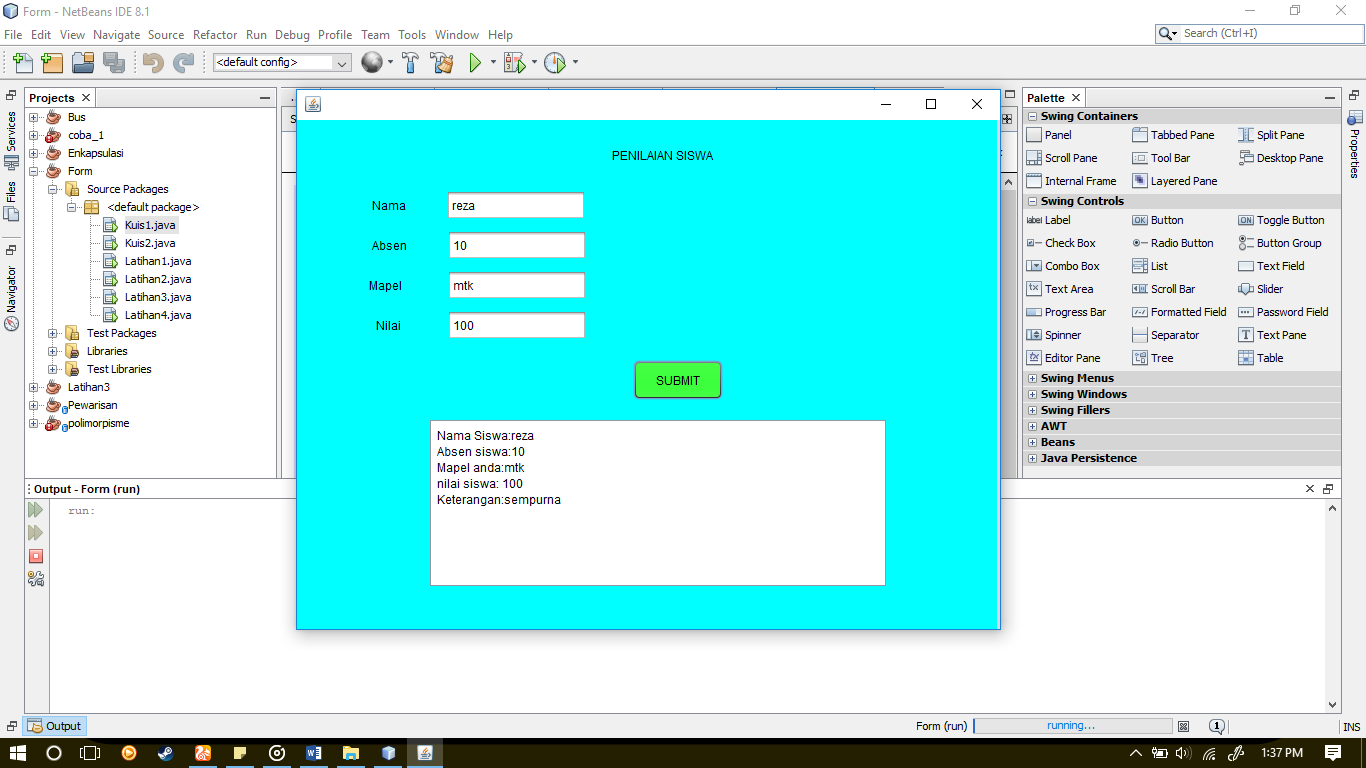 Form - NetBeans IDE 8.1
File Edit View Navigate Source Refactor Run Debug Profile Team Tools Window Help
Search (Ctrl+I)
<default config>
Projects
Services
Files
Navigator
Bus
coba_1
Enkapsulasi
Form
Source Packages
<default package>
Kuis1.java
Kuis2.java
Latihan1.java
Latihan2.java
Latihan3.java
Latihan4.java
Test Packages
Libraries
Test Libraries
Latihan3
Pewarisan
polimorpisme
PENILAIAN SISWA
Nama reza
Absen 10
Mapel mtk
Nilai 100
SUBMIT
Nama Siswa:reza
Absen siswa:10
Mapel anda:mtk
nilai siswa: 100
Keterangan:sempurna
Palette
Properties
Swing Containers
Panel Tabbed Pane Split Pane
Scroll Pane Tool Bar Desktop Pane
Internal Frame Layered Pane
Swing Controls
label Label OK Button ON Toggle Button
Check Box Radio Button Button Group
Combo Box List Text Field
Text Area Scroll Bar Slider
Progress Bar Formatted Field Password Field
Spinner Separator T Text Pane
Editor Pane Tree Table
Swing Menus
Swing Windows
Swing Fillers
AWT
Beans
Java Persistence
Output - Form (run)
run:
Output
Form (run) running... 1 INS
1:37 PM